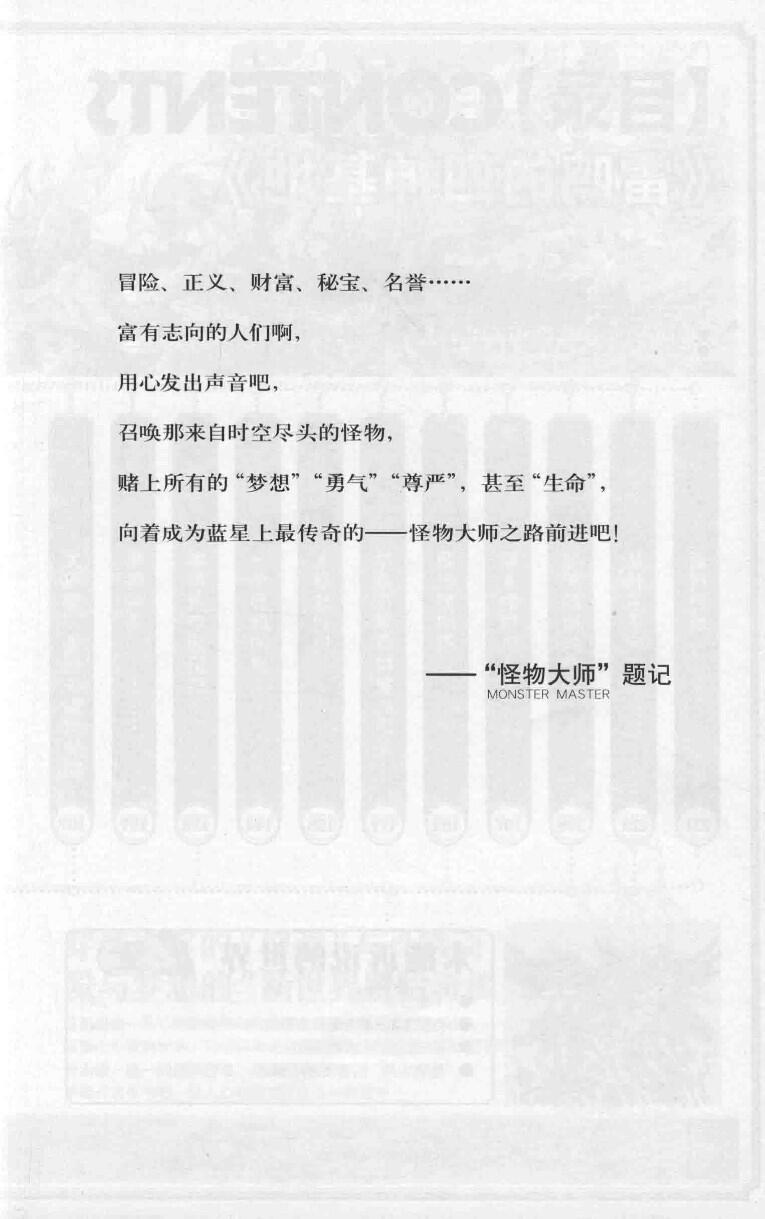 冒险、正义、财富、秘宝、名誉……
富有志向的人们啊，
用心发出声音吧，
召唤那来自时空尽头的怪物，
赌上所有的“梦想”“勇气”“尊严”，甚至“生命”，
向着成为蓝星上最传奇的——怪物大师之路前进吧！
——“怪物大师”题记
MONSTER MASTER